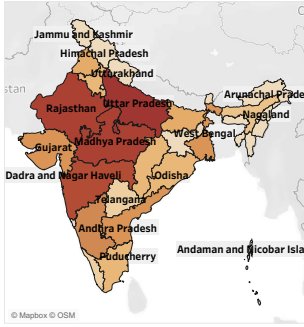 Jammu and Kashmir
Himachal Pradesh
Uttarakhand
stan
Arunachal Prade
Rajasthan
Uttar Pradesh
Nagaland
West Bengal
Madhya Pradesh
Gujarat
Dadra and Nagar Haveli
Odisha
Telangana
Andhra Pradesh
Andaman and Nicobar Isla
Puducherry
© Mapbox © OSM